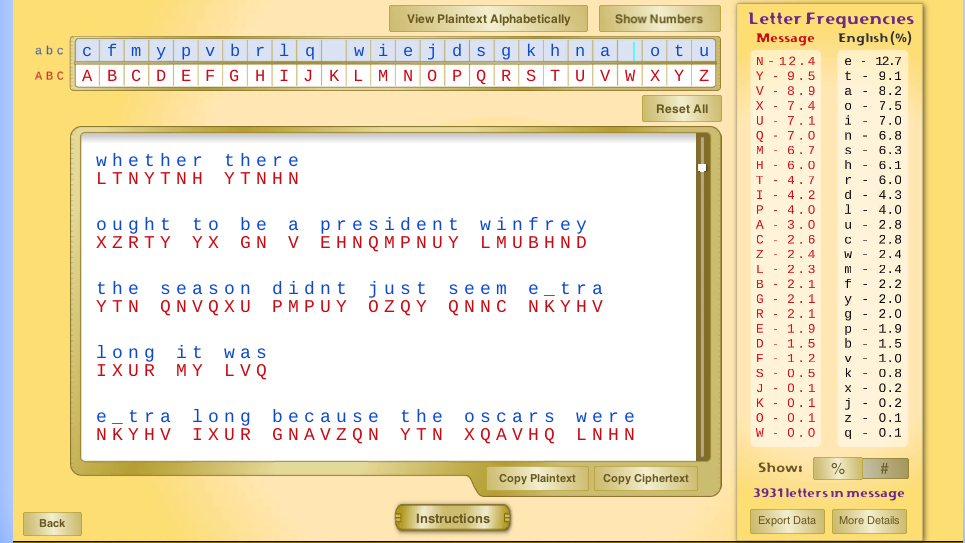 View Plaintext Alphabetically Show Numbers
a b c c f m y p v b r l q w i e j d s g k h n a o t u
A B C A B C D E F G H I J K L M N O P Q R S T U V W X Y Z
Reset All
whether there
LTNYTNH YTNHN
ought to be a president winfrey
XZRTY YX GN V EHNQMPNUY LMUBHND
the season didnt just seem e_tra
YTN QNVQXU PMPUY OZQY QNNC NKYHV
long it was
IXUR MY LVQ
e_tra long because the oscars were
NKYHV IXUR GNAVZQN YTN XQAVHQ LNHN
Copy Plaintext Copy Ciphertext
Back
Instructions
Letter Frequencies
Message English (%)
N - 12.4 e - 12.7
Y - 9.5 t - 9.1
V - 8.9 a - 8.2
X - 7.4 o - 7.5
U - 7.1 i - 7.0
Q - 7.0 n - 6.8
M - 6.7 s - 6.3
H - 6.0 h - 6.1
T - 4.7 r - 6.0
I - 4.2 d - 4.3
P - 4.0 l - 4.0
A - 3.0 u - 2.8
C - 2.6 c - 2.8
Z - 2.4 w - 2.4
L - 2.3 m - 2.4
B - 2.1 f - 2.2
G - 2.1 y - 2.0
R - 2.1 g - 2.0
E - 1.9 p - 1.9
D - 1.5 b - 1.5
F - 1.2 v - 1.0
S - 0.5 k - 0.8
J - 0.1 x - 0.2
K - 0.1 j - 0.2
O - 0.1 z - 0.1
W - 0.0 q - 0.1
Show: % #
3931 letters in message
Export Data More Details